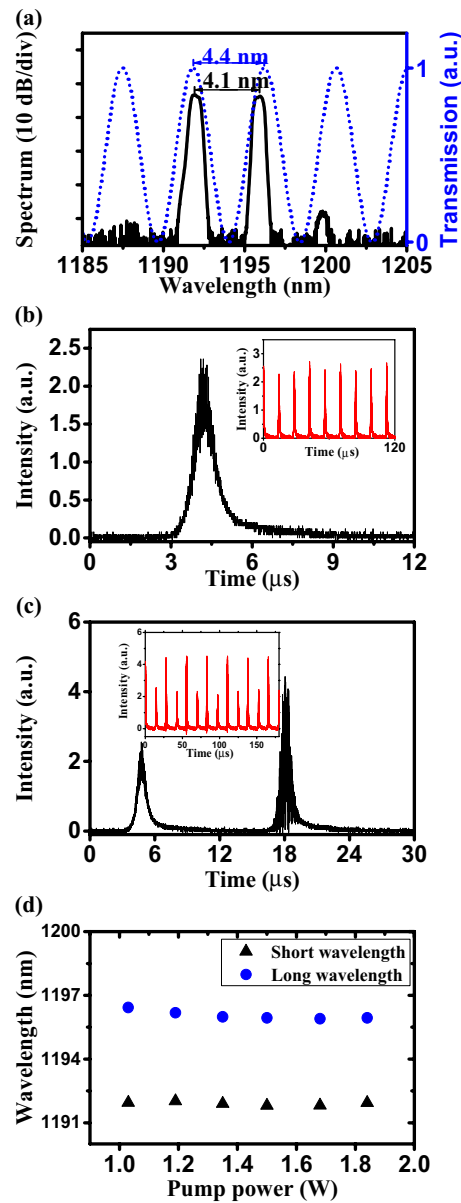 (a)
4.4 nm
4.1 nm
Spectrum (10 dB/div)
Transmission (a.u.)
1
0
1185 1190 1195 1200 1205
Wavelength (nm)
(b)
Intensity (a.u.)
2.5
2.0
1.5
1.0
0.5
0.0
0 3 6 9 12
Time (μs)
Intensity (a.u.)
3
2
1
0
0 120
Time (μs)
(c)
Intensity (a.u.)
6
4
2
0
0 6 12 18 24 30
Time (μs)
Intensity (a.u.)
6
4
2
0
0 50 100 150
Time (μs)
(d)
Wavelength (nm)
1200
1197
1194
1191
Short wavelength
Long wavelength
1.0 1.2 1.4 1.6 1.8 2.0
Pump power (W)